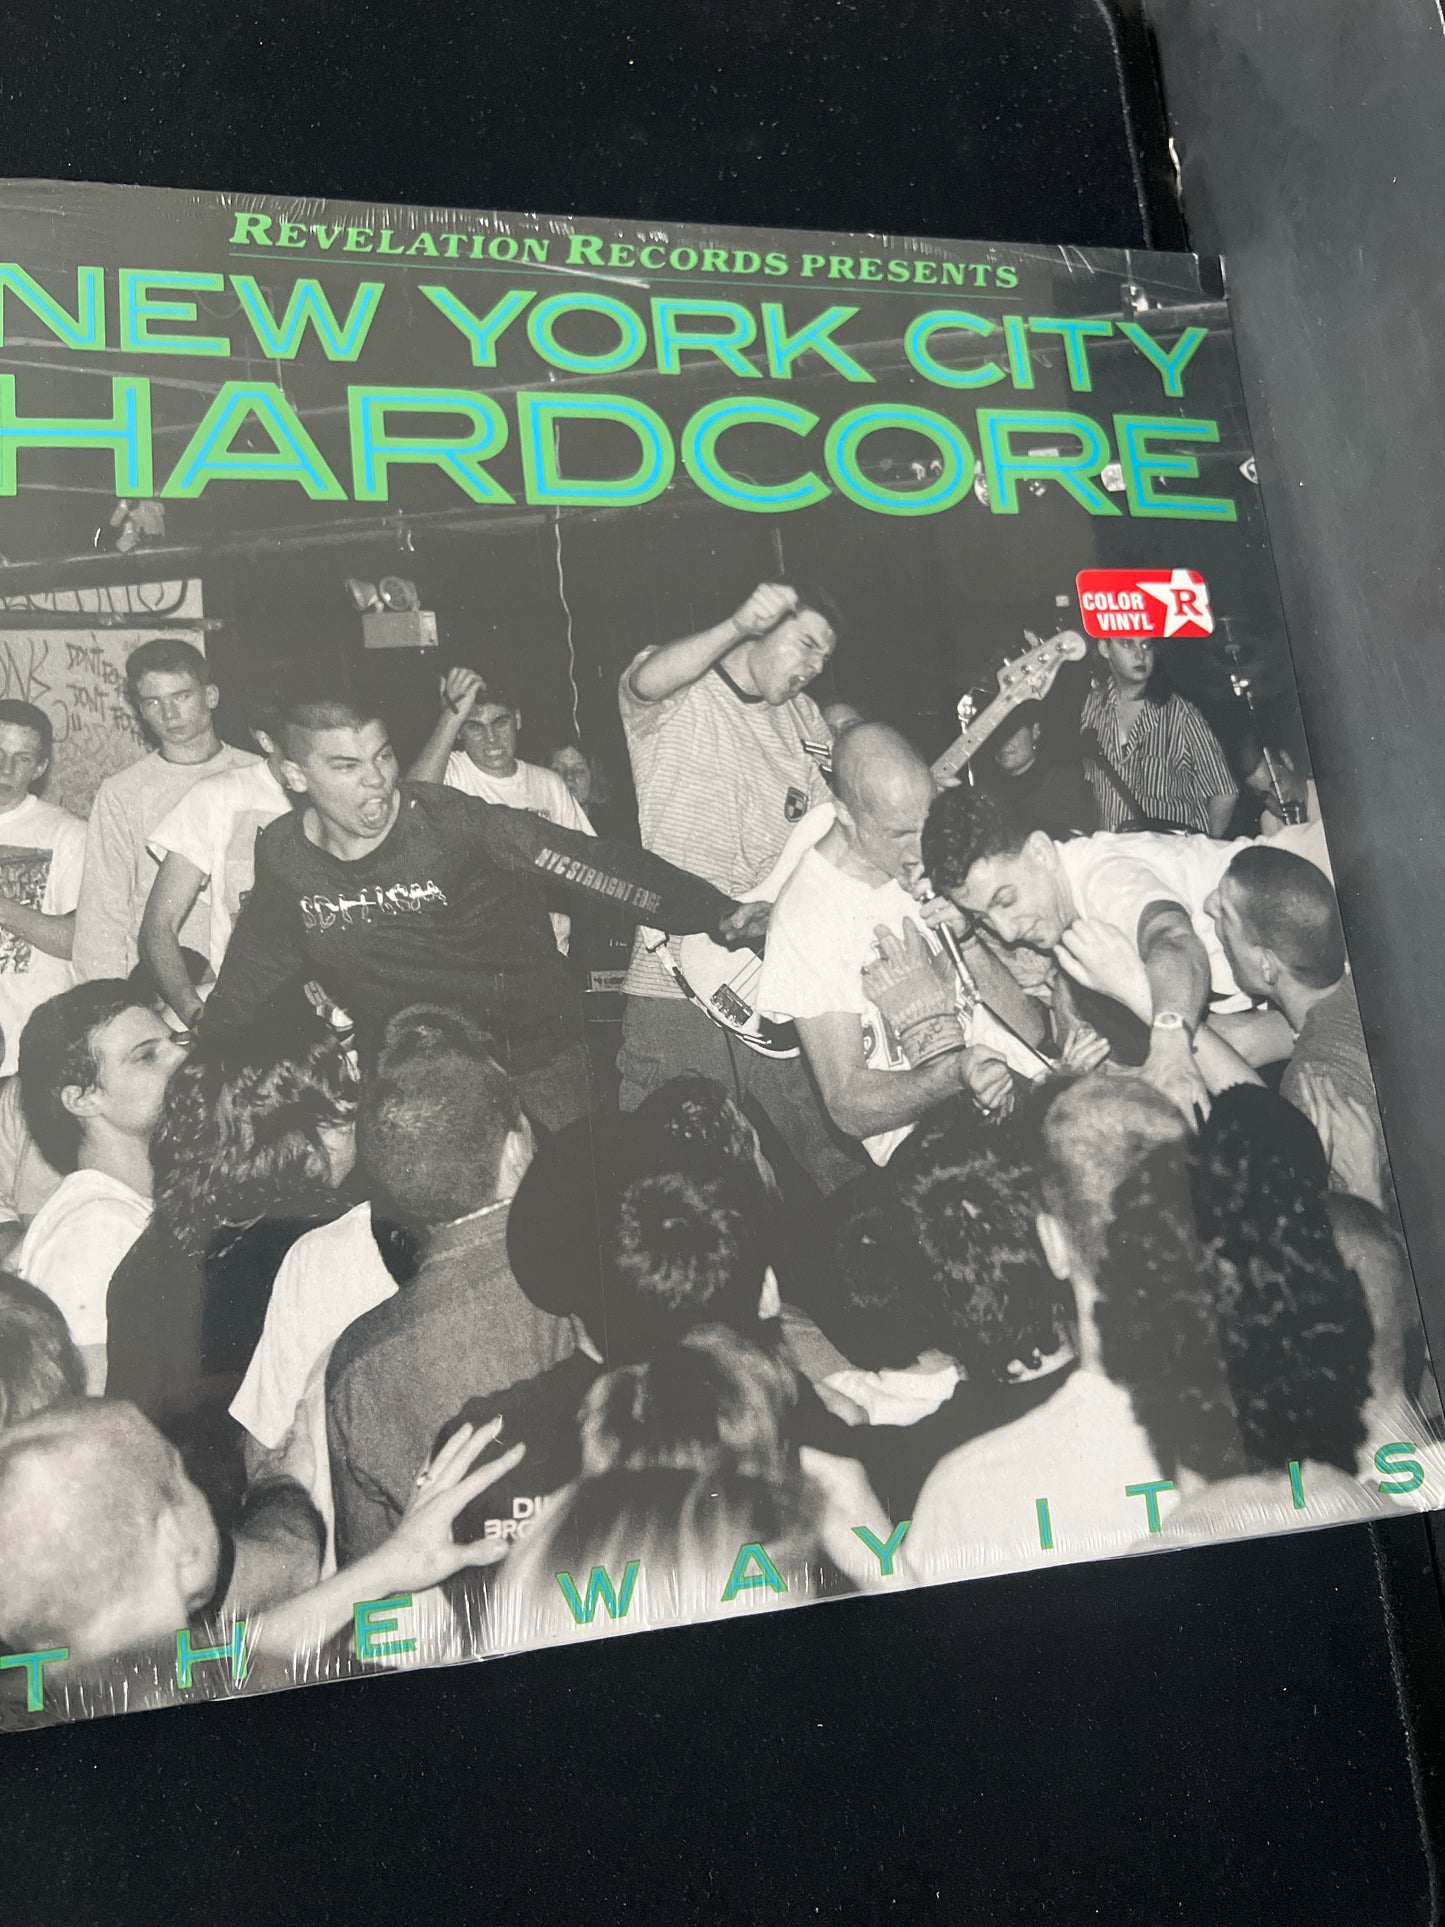 REVELATION RECORDS PRESENTS
NEW YORK CITY
HARDCORE
COLOR
VINYL
R
NYC STRAIGHT EDGE
THE WAY IT IS